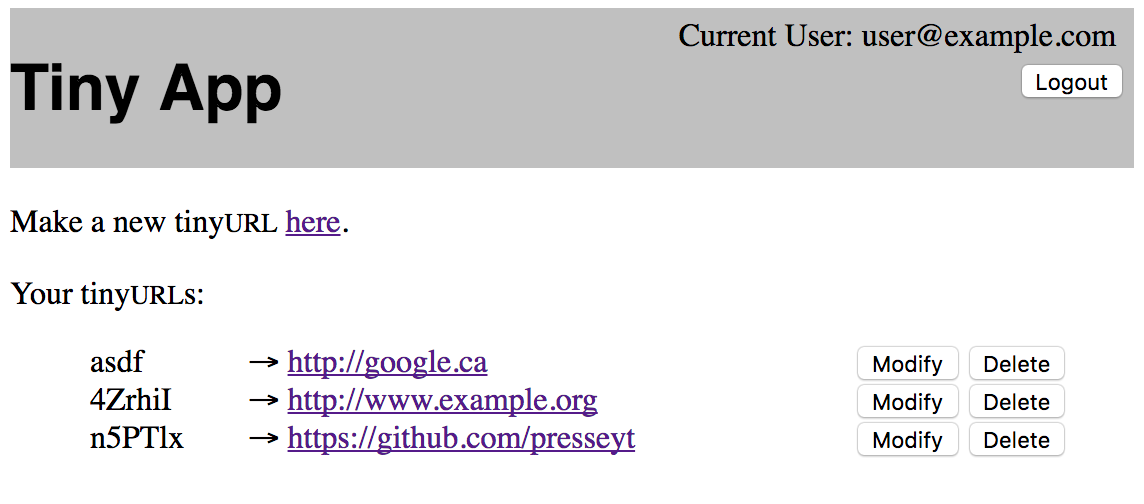 Current User: user@example.com
Tiny App
Logout
Make a new tinyURL here.
Your tinyURLs:
asdf → http://google.ca Modify Delete
4ZrhiI → http://www.example.org Modify Delete
n5PTlx → https://github.com/presseyt Modify Delete